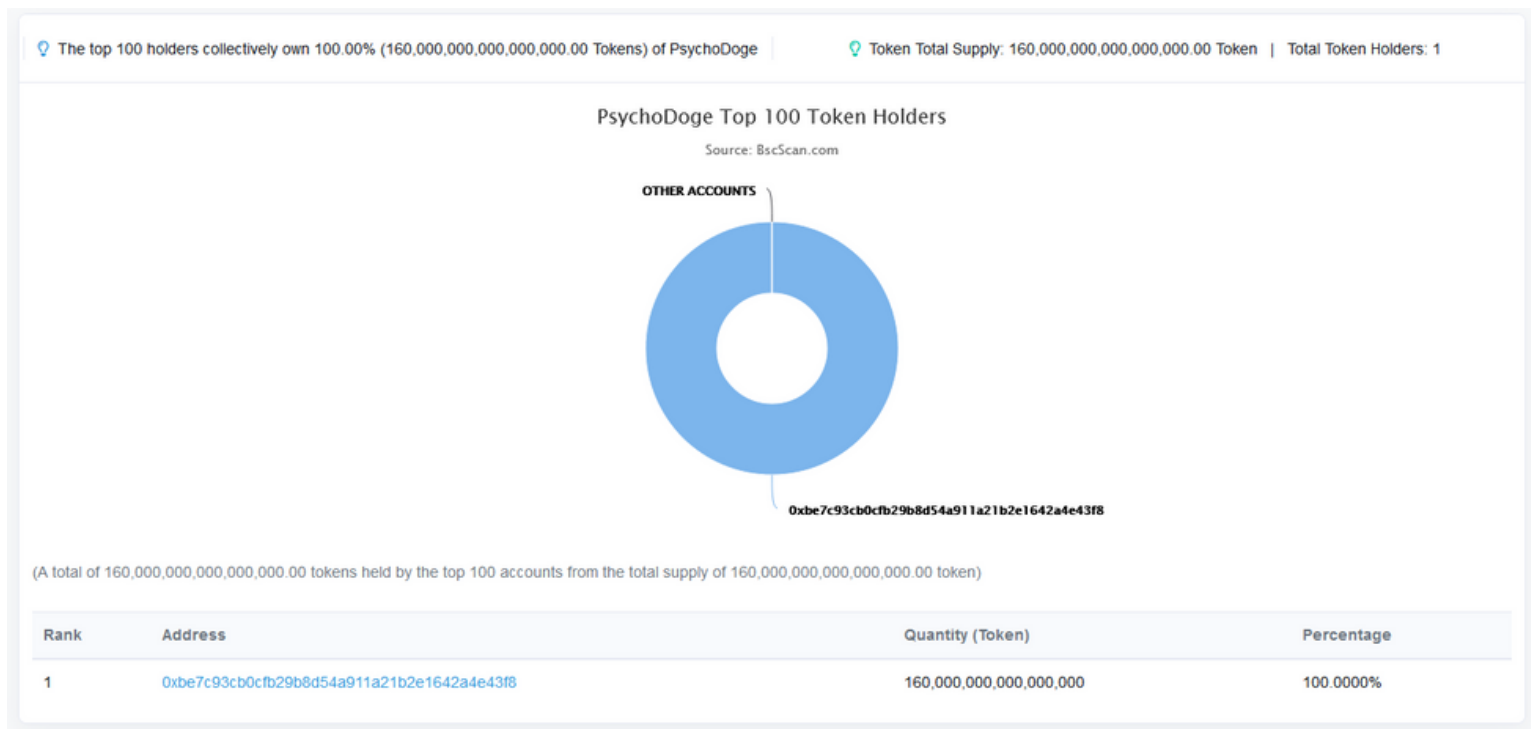 The top 100 holders collectively own 100.00% (160,000,000,000,000,000.00 Tokens) of PsychoDoge
Token Total Supply: 160,000,000,000,000,000.00 Token | Total Token Holders: 1
PsychoDoge Top 100 Token Holders
Source: BscScan.com
OTHER ACCOUNTS
0xbe7c93cb0cfb29b8d54a911a21b2e1642a4e43f8
(A total of 160,000,000,000,000,000.00 tokens held by the top 100 accounts from the total supply of 160,000,000,000,000,000.00 token)
Rank Address Quantity (Token) Percentage
1 0xbe7c93cb0cfb29b8d54a911a21b2e1642a4e43f8 160,000,000,000,000,000 100.0000%